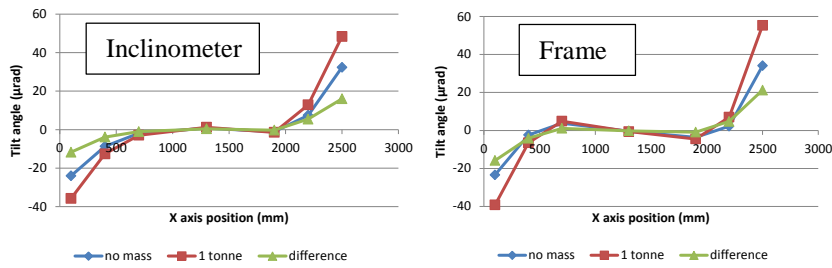 Inclinometer
Tilt angle (μrad)
60
40
20
0
-20
-40
0
500
1000
1500
2000
2500
3000
X axis position (mm)
no mass
1 tonne
difference
Frame
Tilt angle (μrad)
60
40
20
0
-20
-40
0
500
1000
1500
2000
2500
3000
X axis position (mm)
no mass
1 tonne
difference